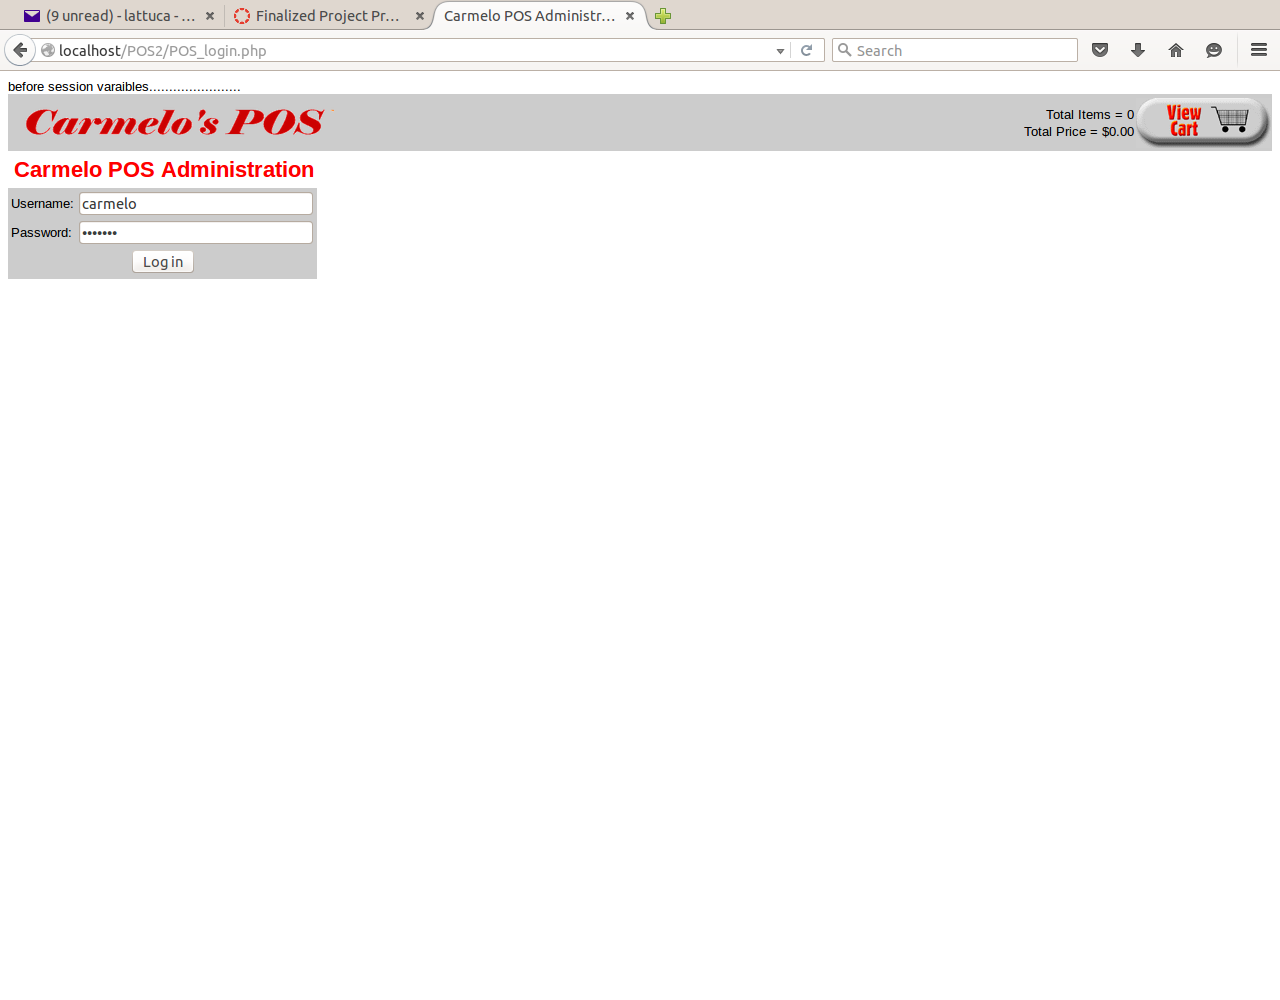 (9 unread) - lattuca - ...
Finalized Project Pr...
Carmelo POS Administr...
localhost/POS2/POS_login.php
Search
before session varaibles.......................
Carmelo's POS
Total Items = 0
Total Price = $0.00
View Cart
Carmelo POS Administration
Username: carmelo
Password: •••••••
Log in